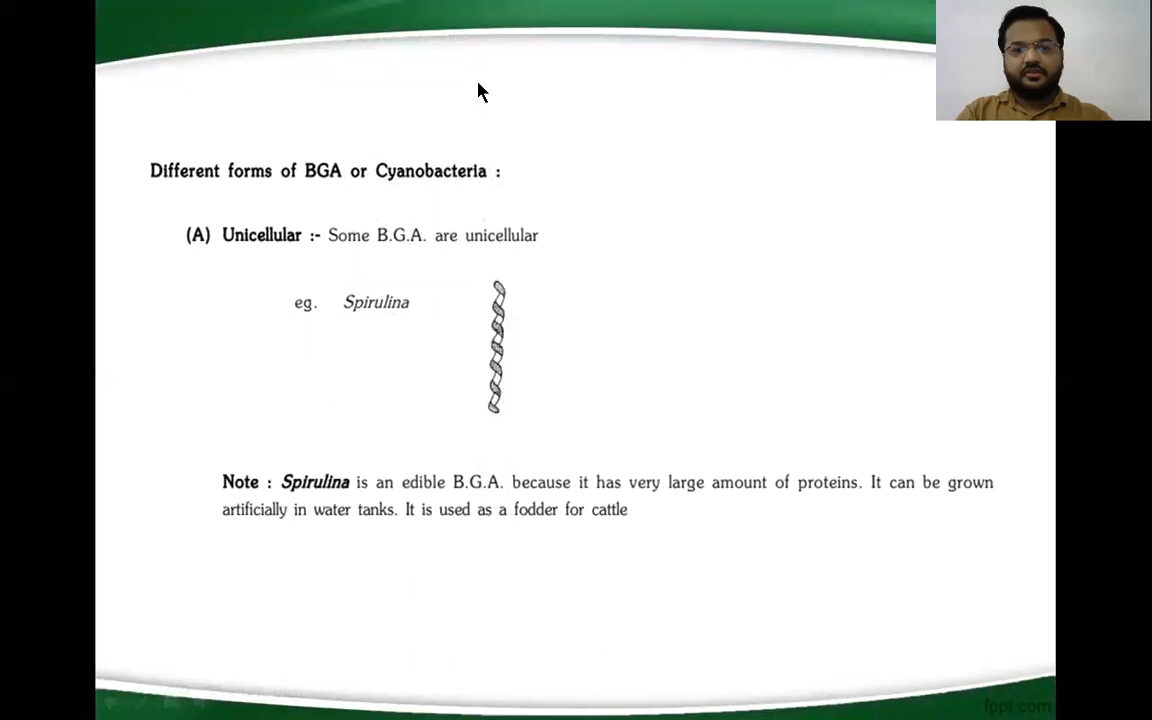 Different forms of BGA or Cyanobacteria :
(A) Unicellular :- Some B.G.A. are unicellular
eg. Spirulina
Note : Spirulina is an edible B.G.A. because it has very large amount of proteins. It can be grown
artificially in water tanks. It is used as a fodder for cattle
fppt.com